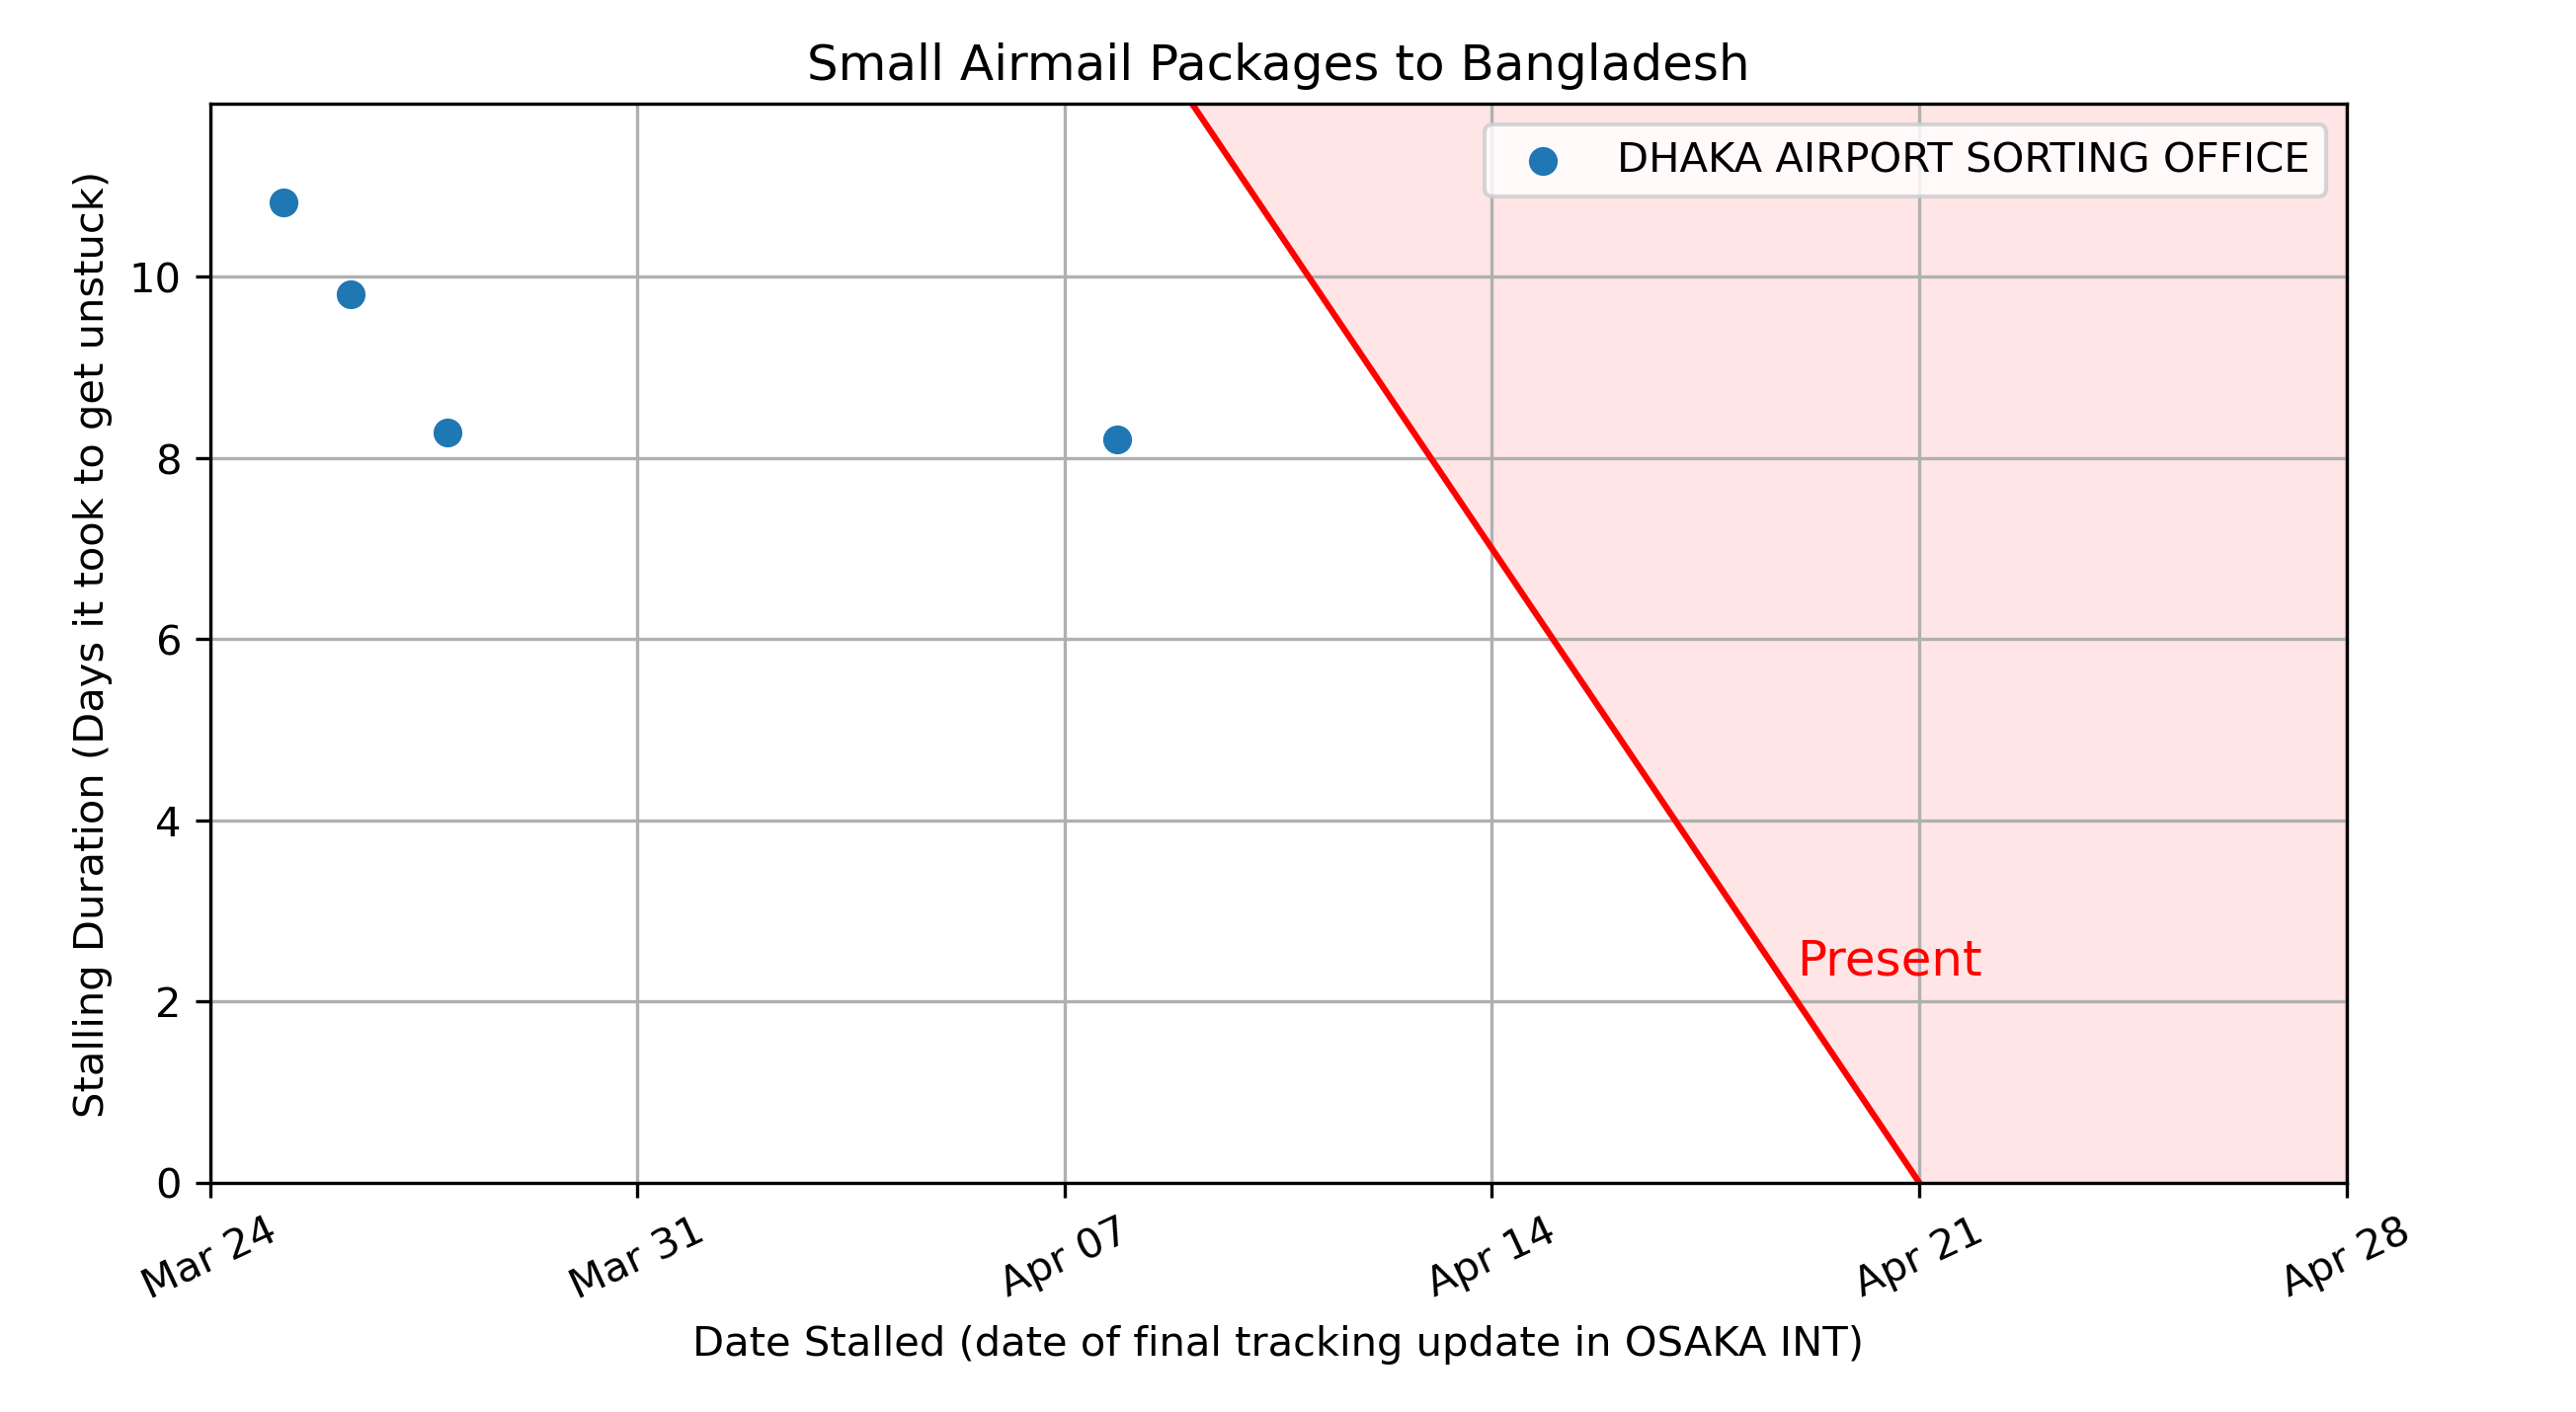 Small Airmail Packages to Bangladesh
DHAKA AIRPORT SORTING OFFICE
Stalling Duration (Days it took to get unstuck)
10
8
6
4
2
0
Present
Mar 24
Mar 31
Apr 07
Apr 14
Apr 21
Apr 28
Date Stalled (date of final tracking update in OSAKA INT)